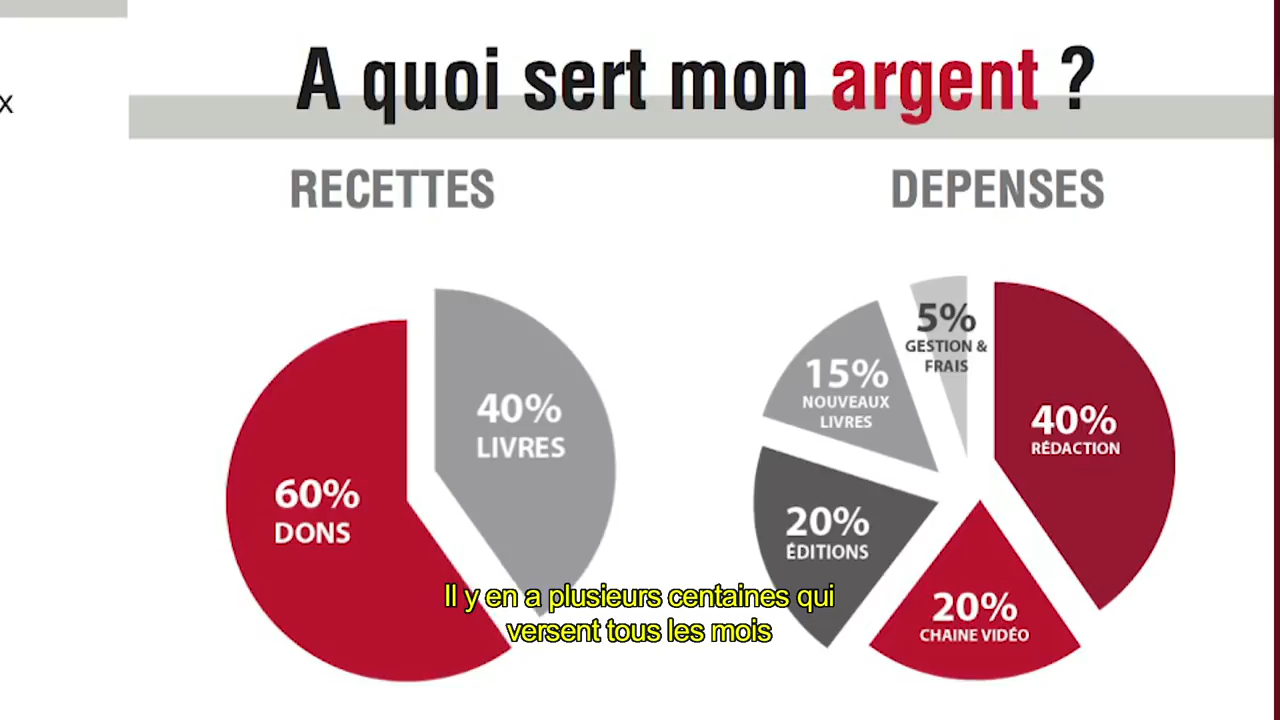 A quoi sert mon argent ?
x
RECETTES
DEPENSES
40%
LIVRES
60%
DONS
5%
GESTION &
FRAIS
15%
NOUVEAUX
LIVRES
40%
RÉDACTION
20%
ÉDITIONS
20%
CHAINE VIDÉO
Il y en a plusieurs centaines qui
versent tous les mois